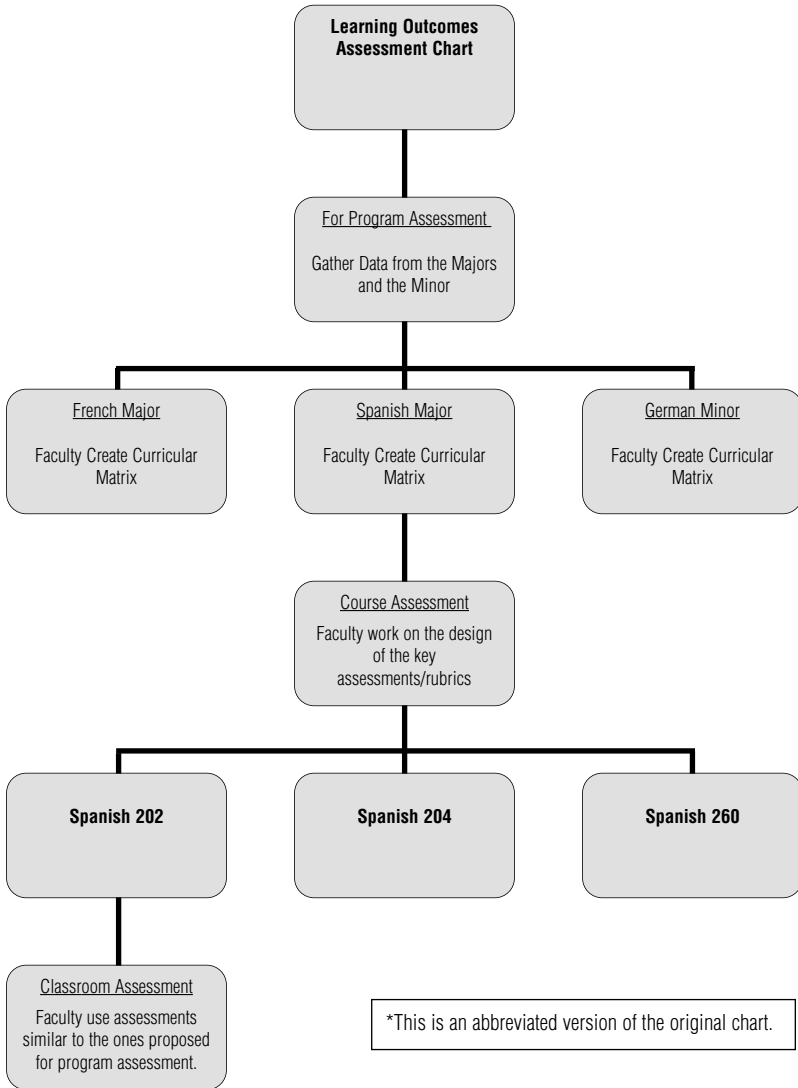 Learning Outcomes
Assessment Chart
For Program Assessment
Gather Data from the Majors
and the Minor
French Major
Faculty Create Curricular
Matrix
Spanish Major
Faculty Create Curricular
Matrix
German Minor
Faculty Create Curricular
Matrix
Course Assessment
Faculty work on the design
of the key
assessments/rubrics
Spanish 202
Spanish 204
Spanish 260
Classroom Assessment
Faculty use assessments
similar to the ones proposed
for program assessment.
*This is an abbreviated version of the original chart.